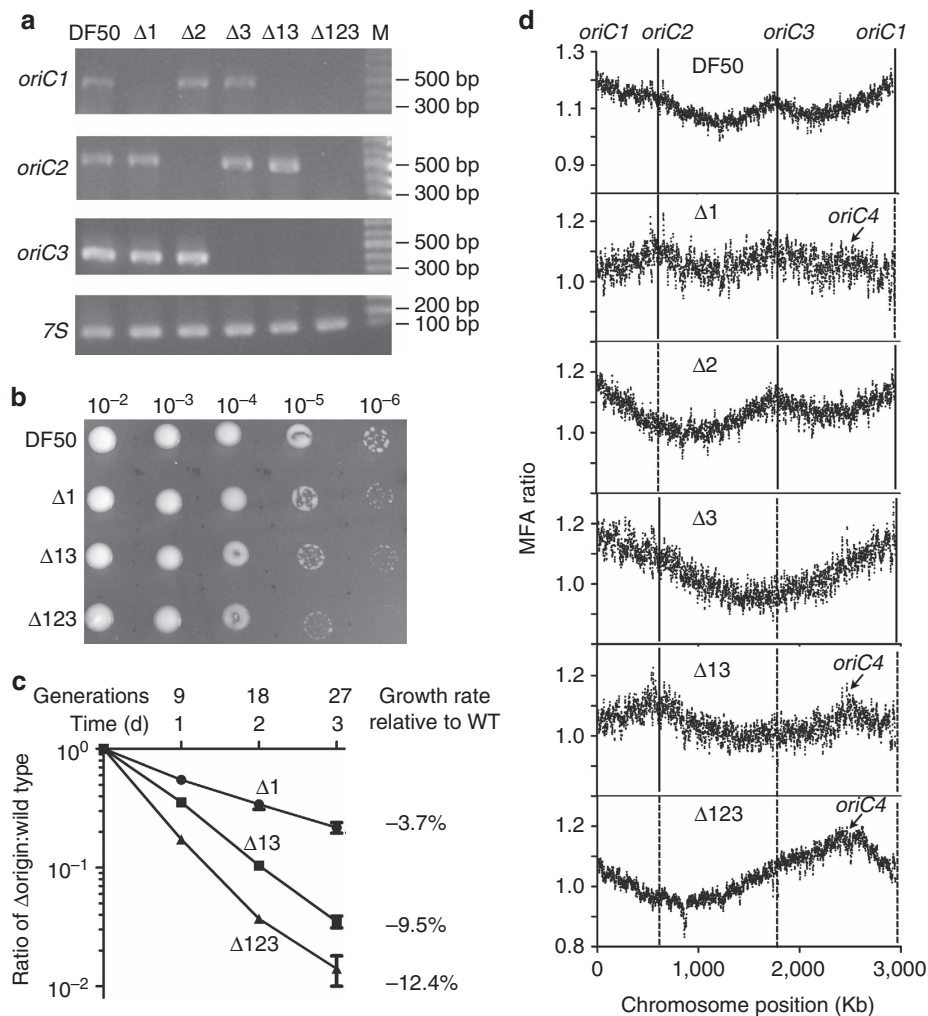 a
DF50 Δ1 Δ2 Δ3 Δ13 Δ123 M
oriC1
500 bp
300 bp
oriC2
500 bp
300 bp
oriC3
500 bp
300 bp
7S
200 bp
100 bp
b
10–2 10–3 10–4 10–5 10–6
DF50
Δ1
Δ13
Δ123
c
Generations 9 18 27
Time (d) 1 2 3
Growth rate
relative to WT
Ratio of Δorigin:wild type
100
10–1
10–2
Δ1
Δ13
Δ123
–3.7%
–9.5%
–12.4%
d
oriC1 oriC2 oriC3 oriC1
MFA ratio
1.3
1.1
0.9
DF50
1.2
1.0
Δ1
oriC4
1.2
1.0
Δ2
1.2
1.0
Δ3
1.2
1.0
Δ13
oriC4
1.2
1.0
0.8
Δ123
oriC4
0 1,000 2,000 3,000
Chromosome position (Kb)